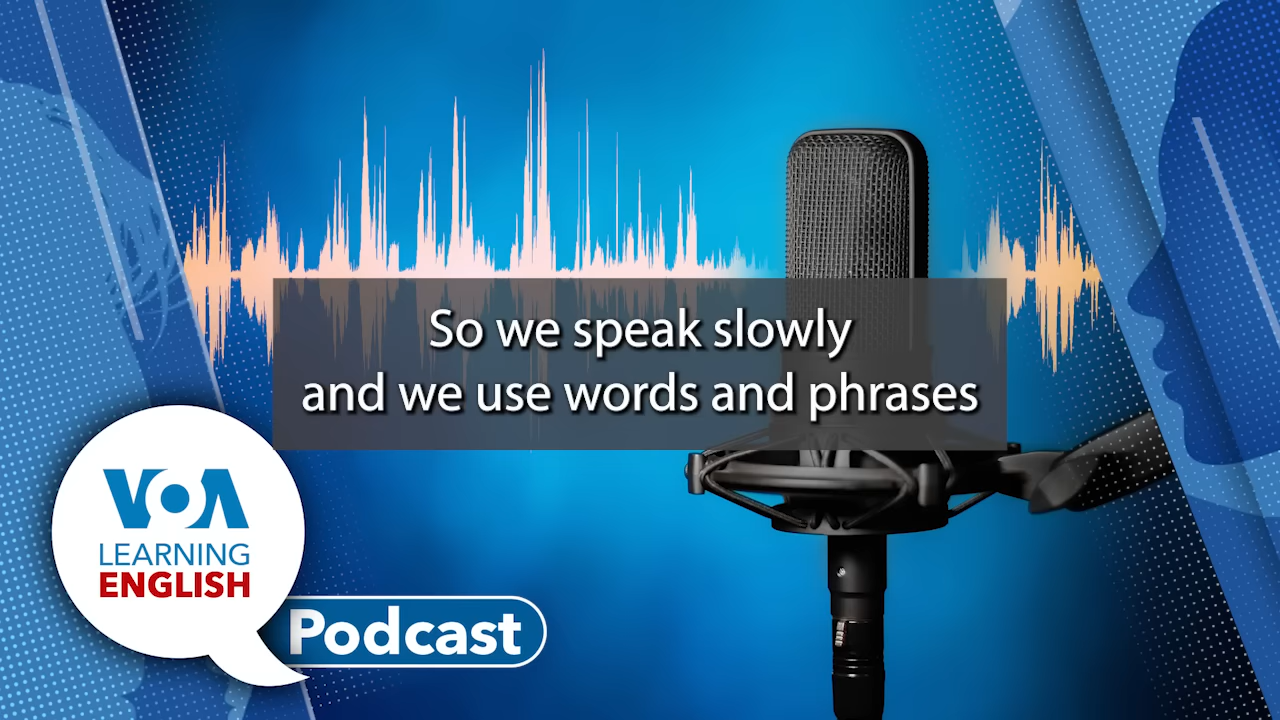 So we speak slowly
and we use words and phrases
VOA
LEARNING
ENGLISH
Podcast